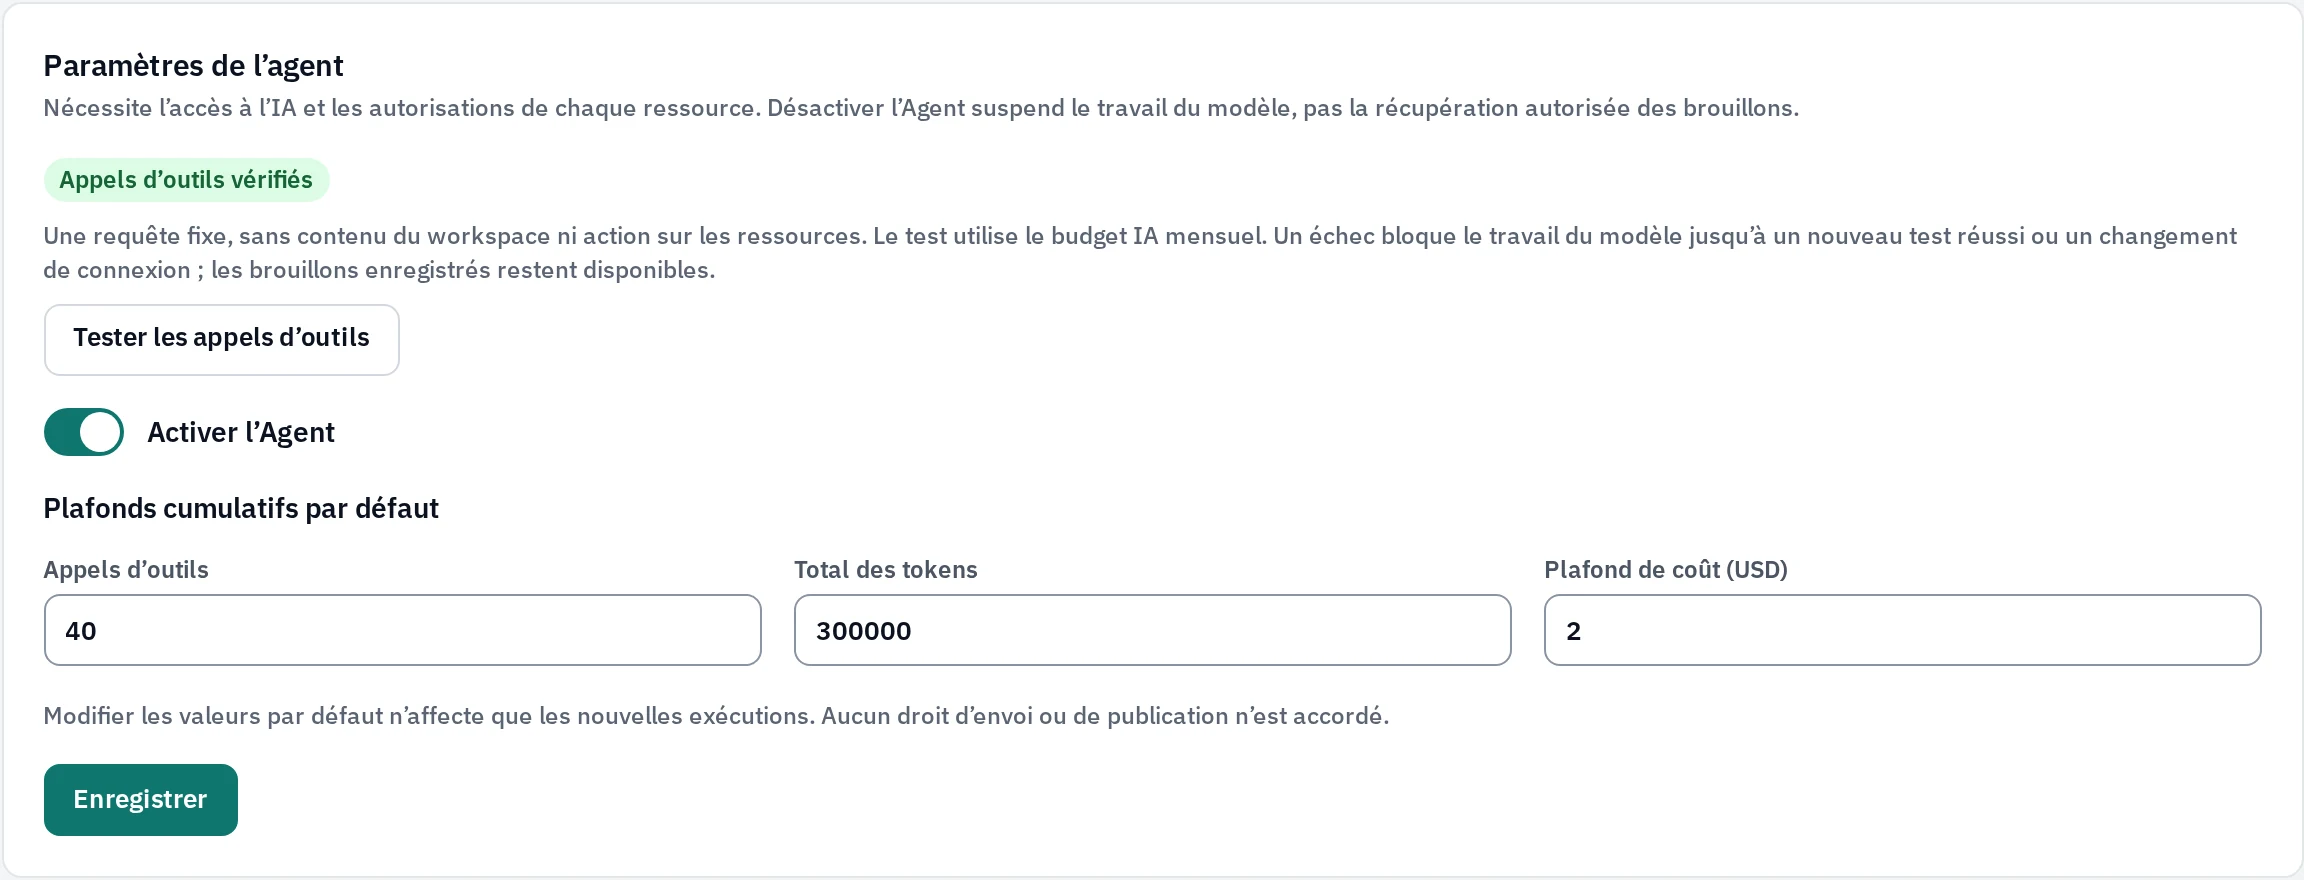 Paramètres de l’agent
Nécessite l’accès à l’IA et les autorisations de chaque ressource. Désactiver l’Agent suspend le travail du modèle, pas la récupération autorisée des brouillons.
Appels d’outils vérifiés
Une requête fixe, sans contenu du workspace ni action sur les ressources. Le test utilise le budget IA mensuel. Un échec bloque le travail du modèle jusqu’à un nouveau test réussi ou un changement
de connexion ; les brouillons enregistrés restent disponibles.
Tester les appels d’outils
Activer l’Agent
Plafonds cumulatifs par défaut
Appels d’outils
40
Total des tokens
300000
Plafond de coût (USD)
2
Modifier les valeurs par défaut n’affecte que les nouvelles exécutions. Aucun droit d’envoi ou de publication n’est accordé.
Enregistrer